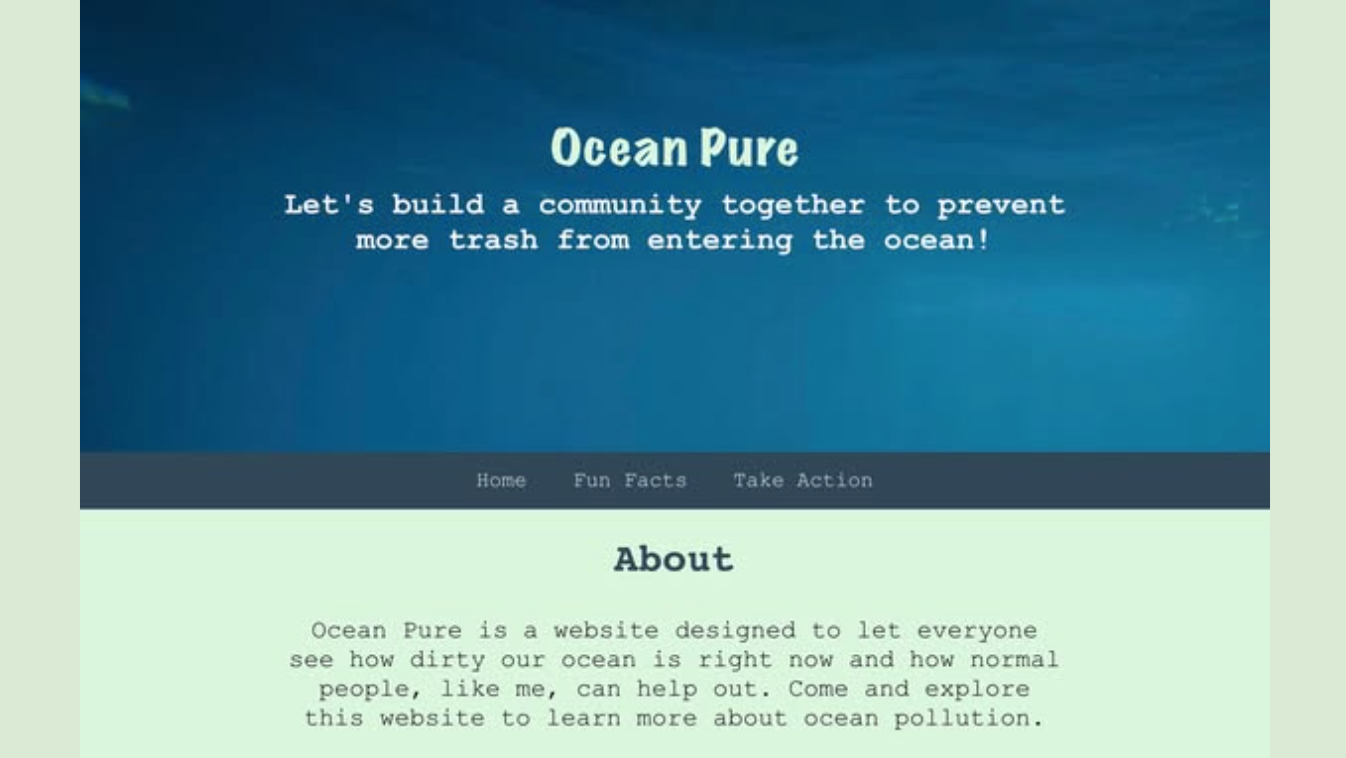 Ocean Pure
Let's build a community together to prevent
more trash from entering the ocean!
Home Fun Facts Take Action
About
Ocean Pure is a website designed to let everyone
see how dirty our ocean is right now and how normal
people, like me, can help out. Come and explore
this website to learn more about ocean pollution.